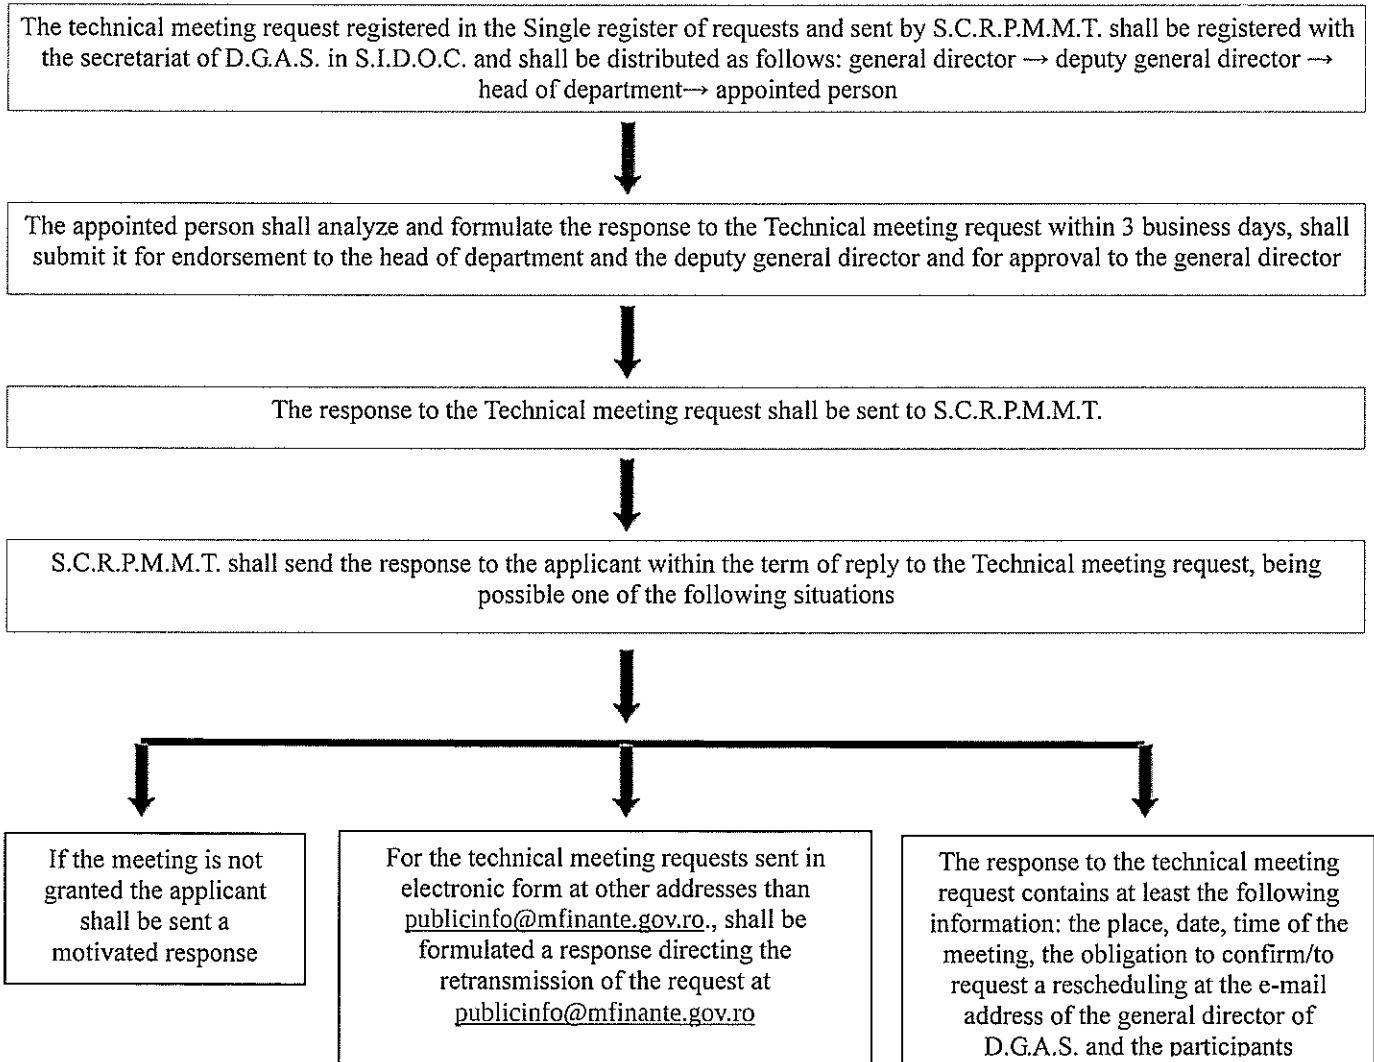 The technical meeting request registered in the Single register of requests and sent by S.C.R.P.M.M.T. shall be registered with
the secretariat of D.G.A.S. in S.I.D.O.C. and shall be distributed as follows: general director → deputy general director →
head of department→ appointed person
The appointed person shall analyze and formulate the response to the Technical meeting request within 3 business days, shall
submit it for endorsement to the head of department and the deputy general director and for approval to the general director
The response to the Technical meeting request shall be sent to S.C.R.P.M.M.T.
S.C.R.P.M.M.T. shall send the response to the applicant within the term of reply to the Technical meeting request, being
possible one of the following situations
If the meeting is not
granted the applicant
shall be sent a
motivated response
For the technical meeting requests sent in
electronic form at other addresses than
publicinfo@mfinante.gov.ro., shall be
formulated a response directing the
retransmission of the request at
publicinfo@mfinante.gov.ro
The response to the technical meeting
request contains at least the following
information: the place, date, time of the
meeting, the obligation to confirm/to
request a rescheduling at the e-mail
address of the general director of
D.G.A.S. and the participants